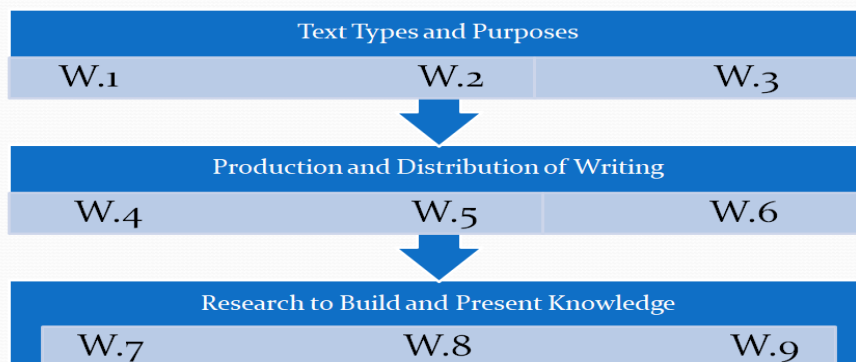 Text Types and Purposes
W.1 W.2 W.3
Production and Distribution of Writing
W.4 W.5 W.6
Research to Build and Present Knowledge
W.7 W.8 W.9